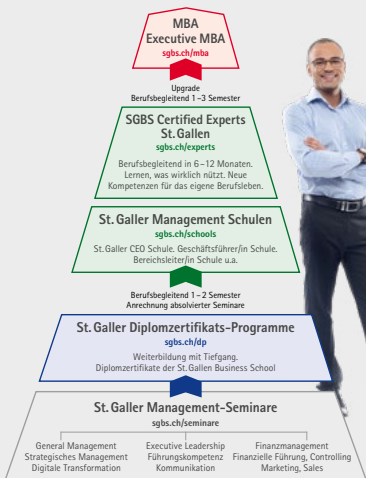 MBA
Executive MBA
sgbs.ch/mba
Upgrade
Berufsbegleitend 1–3 Semester
SGBS Certified Experts
St. Gallen
sgbs.ch/experts
Berufsbegleitend in 6–12 Monaten.
Lernen, was wirklich nützt. Neue
Kompetenzen für das eigene Berufsleben.
St. Galler Management Schulen
sgbs.ch/schools
St. Galler CEO Schule. Geschäftsführer/in Schule.
Bereichsleiter/in Schule u.a.
Berufsbegleitend 1–2 Semester
Anrechnung absolvierter Seminare
St. Galler Diplomzertifikats-Programme
sgbs.ch/dp
Weiterbildung mit Tiefgang.
Diplomzertifikate der St. Gallen Business School
St. Galler Management-Seminare
sgbs.ch/seminare
General Management
Strategisches Management
Digitale Transformation
Executive Leadership
Führungskompetenz
Kommunikation
Finanzmanagement
Finanzielle Führung, Controlling
Marketing, Sales